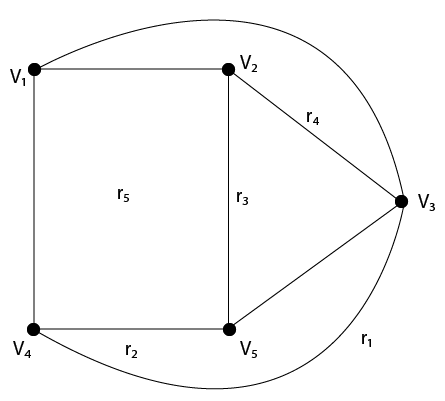 V₁
V₂
r₄
r₅
r₃
V₃
V₄
r₂
V₅
r₁